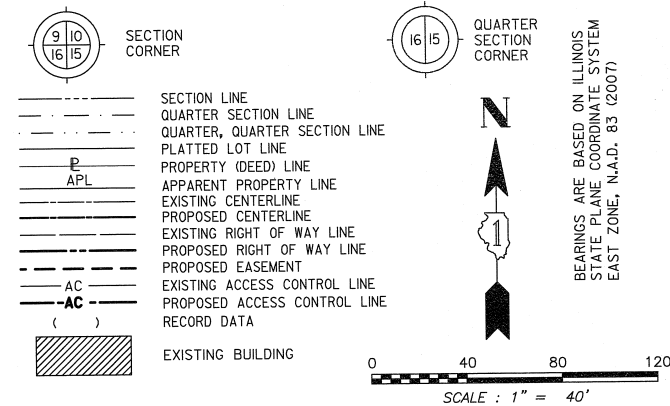 9 10
16 15
SECTION
CORNER
16 15
QUARTER
SECTION
CORNER
SECTION LINE
QUARTER SECTION LINE
QUARTER, QUARTER SECTION LINE
PLATTED LOT LINE
PL PROPERTY (DEED) LINE
APL APPARENT PROPERTY LINE
EXISTING CENTERLINE
PROPOSED CENTERLINE
EXISTING RIGHT OF WAY LINE
PROPOSED RIGHT OF WAY LINE
PROPOSED EASEMENT
AC EXISTING ACCESS CONTROL LINE
AC PROPOSED ACCESS CONTROL LINE
( ) RECORD DATA
EXISTING BUILDING
N
1
BEARINGS ARE BASED ON ILLINOIS
STATE PLANE COORDINATE SYSTEM
EAST ZONE, N.A.D. 83 (2007)
0 40 80 120
SCALE : 1" = 40'